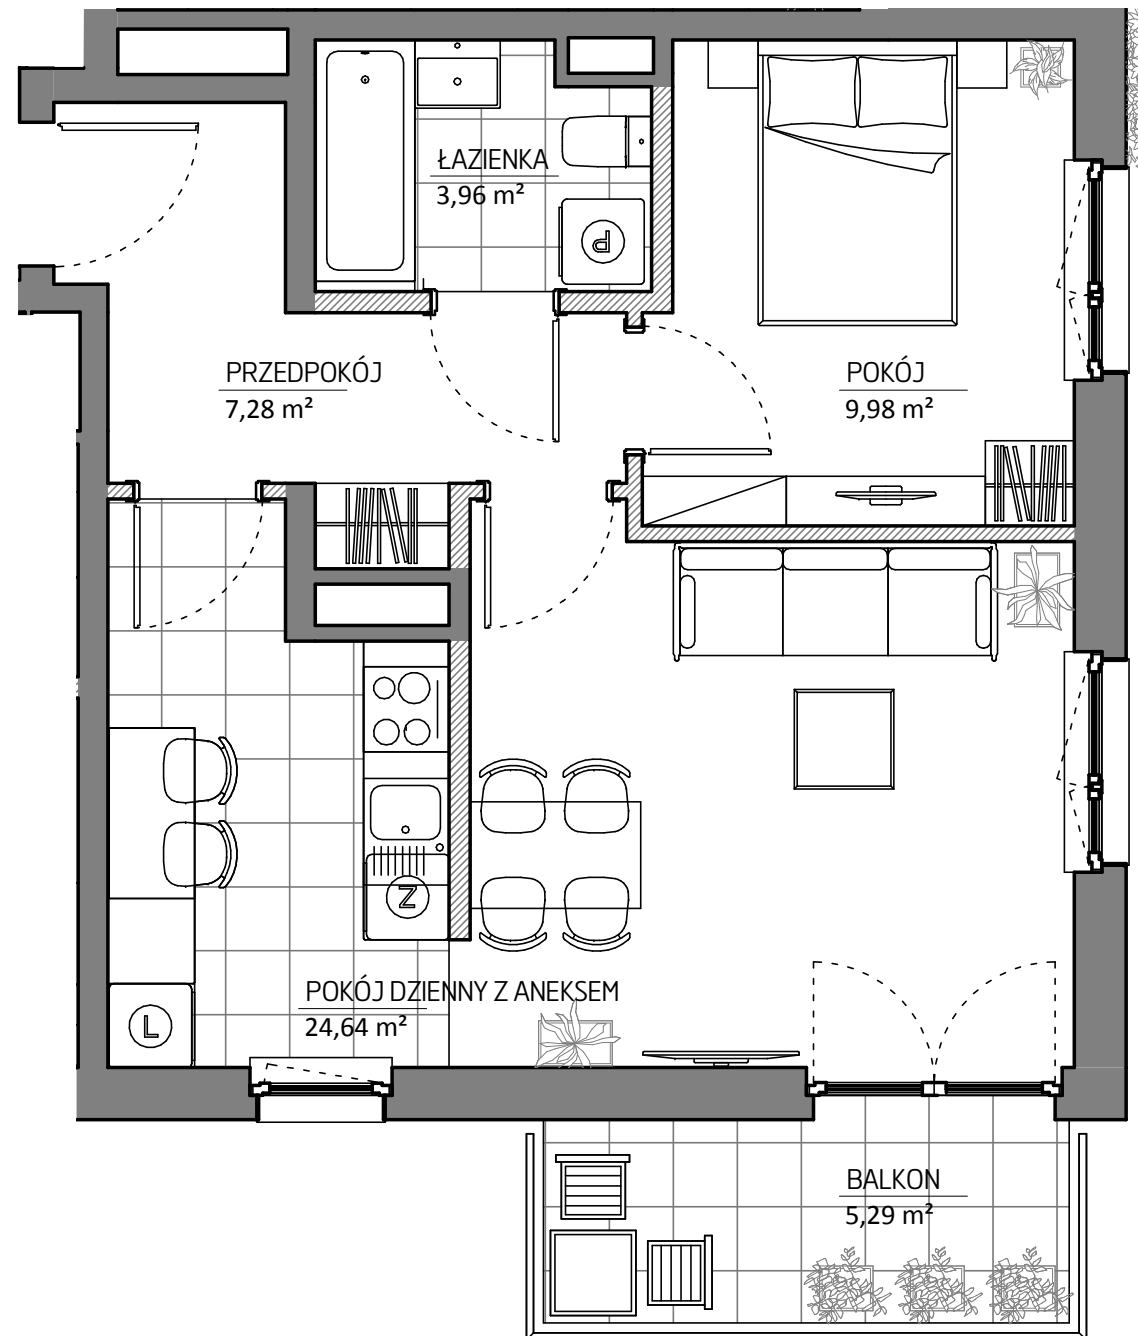 ŁAZIENKA
3,96 m²
P
PRZEDPOKÓJ
7,28 m²
POKÓJ
9,98 m²
Z
POKÓJ DZIENNY Z ANEKSEM
24,64 m²
L
BALKON
5,29 m²